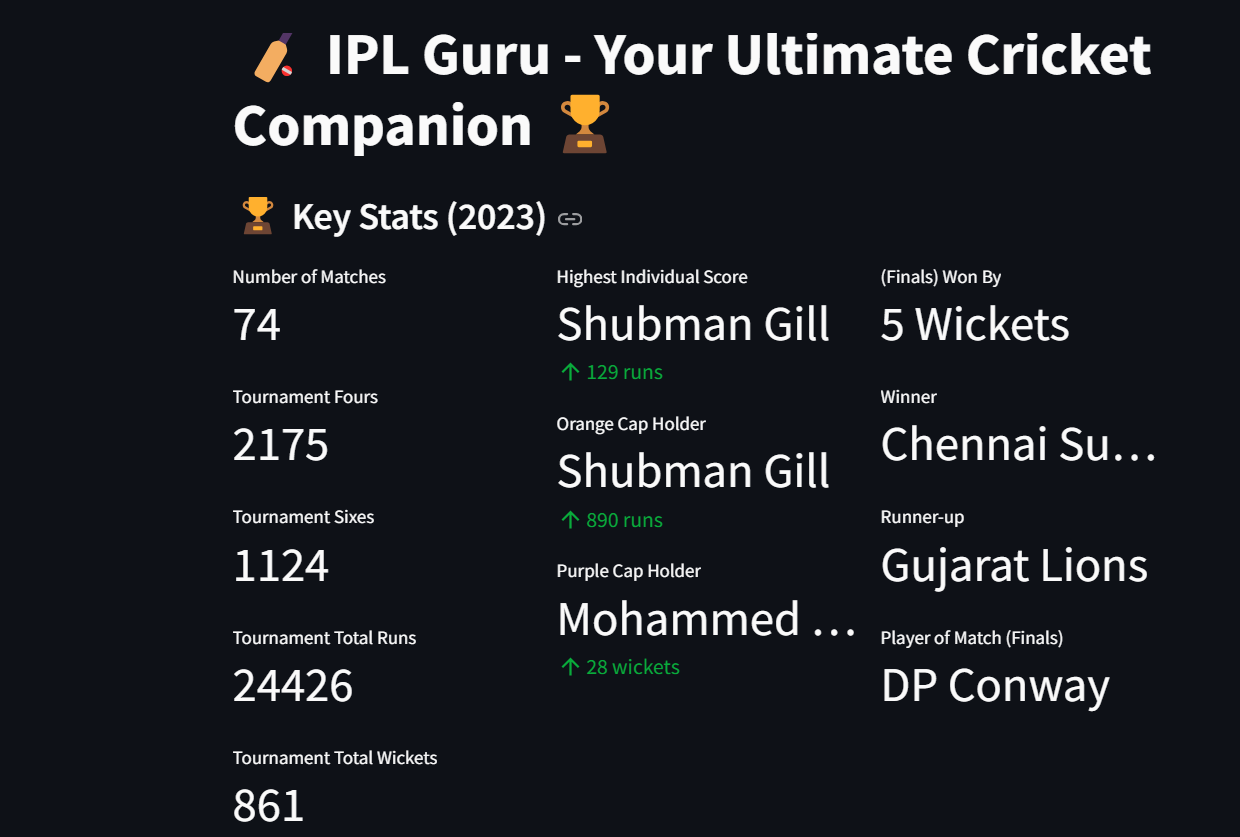 IPL Guru - Your Ultimate Cricket
Companion
Key Stats (2023)
Number of Matches
74
Tournament Fours
2175
Tournament Sixes
1124
Tournament Total Runs
24426
Tournament Total Wickets
861
Highest Individual Score
Shubman Gill
↑ 129 runs
Orange Cap Holder
Shubman Gill
↑ 890 runs
Purple Cap Holder
Mohammed …
↑ 28 wickets
(Finals) Won By
5 Wickets
Winner
Chennai Su…
Runner-up
Gujarat Lions
Player of Match (Finals)
DP Conway